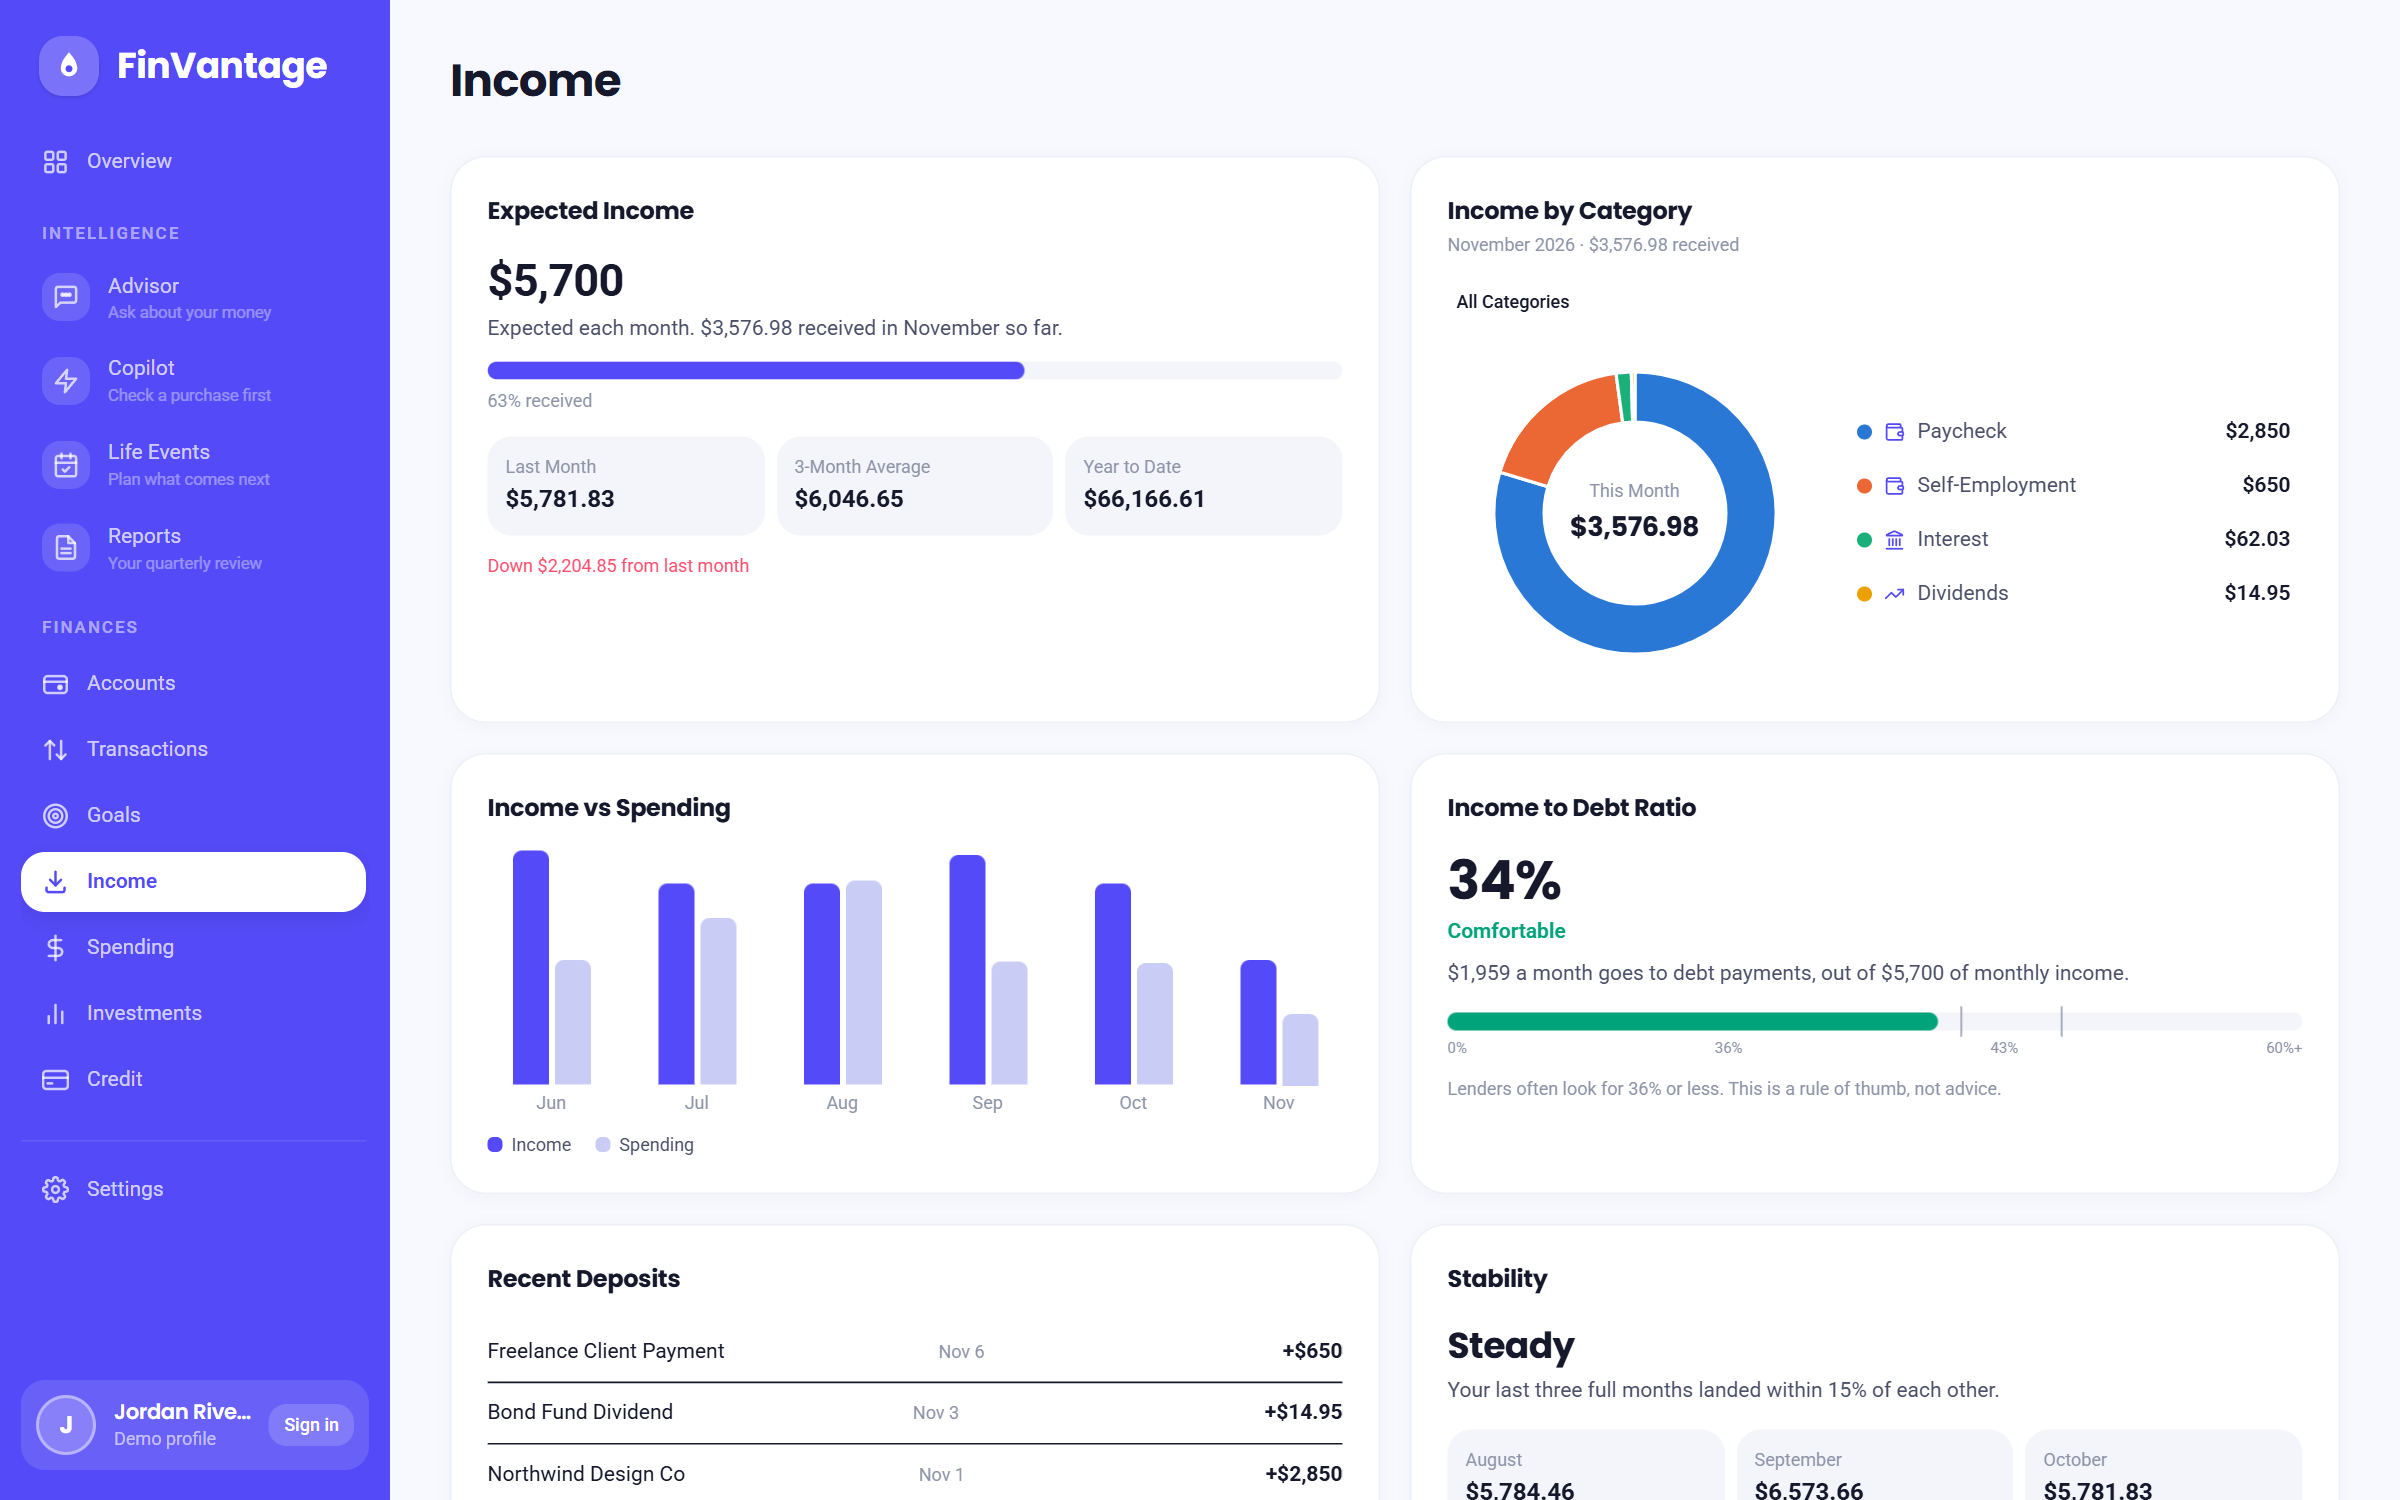 FinVantage
Overview
INTELLIGENCE
Advisor
Ask about your money
Copilot
Check a purchase first
Life Events
Plan what comes next
Reports
Your quarterly review
FINANCES
Accounts
Transactions
Goals
Income
Spending
Investments
Credit
Settings
J
Jordan Rive...
Demo profile
Sign in
Income
Expected Income
$5,700
Expected each month. $3,576.98 received in November so far.
63% received
Last Month
$5,781.83
3-Month Average
$6,046.65
Year to Date
$66,166.61
Down $2,204.85 from last month
Income by Category
November 2026 · $3,576.98 received
All Categories
This Month
$3,576.98
Paycheck $2,850
Self-Employment $650
Interest $62.03
Dividends $14.95
Income vs Spending
Jun Jul Aug Sep Oct Nov
Income Spending
Income to Debt Ratio
34%
Comfortable
$1,959 a month goes to debt payments, out of $5,700 of monthly income.
0% 36% 43% 60%+
Lenders often look for 36% or less. This is a rule of thumb, not advice.
Recent Deposits
Freelance Client Payment Nov 6 +$650
Bond Fund Dividend Nov 3 +$14.95
Northwind Design Co Nov 1 +$2,850
Stability
Steady
Your last three full months landed within 15% of each other.
August
$5,784.46
September
$6,573.66
October
$5,781.83